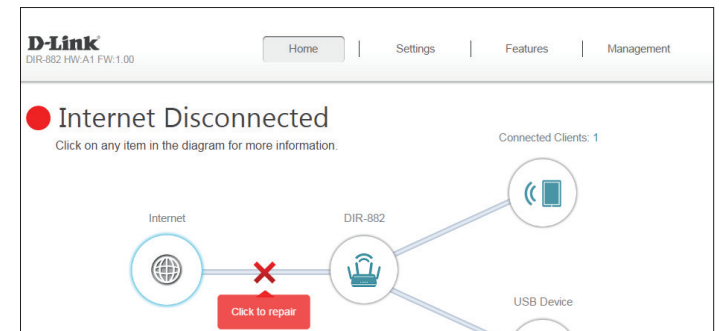 D-Link
DIR-882 HW:A1 FW:1.00
Home
Settings
Features
Management
Internet Disconnected
Click on any item in the diagram for more information.
Connected Clients: 1
Internet
DIR-882
Click to repair
USB Device